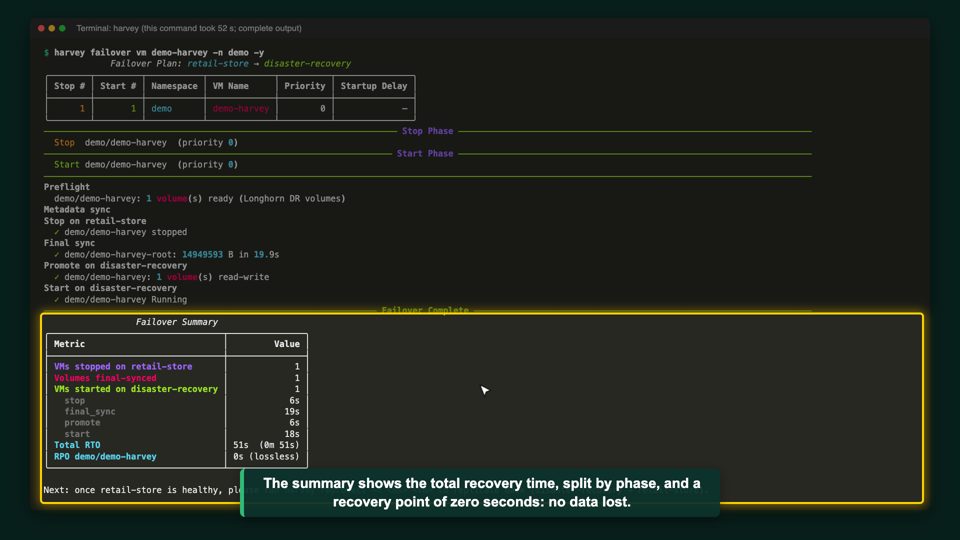 Terminal: harvey (this command took 52 s; complete output)
$ harvey failover vm demo-harvey -n demo -y
Failover Plan: retail-store → disaster-recovery
Stop # Start # Namespace VM Name Priority Startup Delay
1 1 demo demo-harvey 0 —
Stop Phase
Stop demo/demo-harvey (priority 0)
Start Phase
Start demo/demo-harvey (priority 0)
Preflight
demo/demo-harvey: 1 volume(s) ready (Longhorn DR volumes)
Metadata sync
Stop on retail-store
✓ demo/demo-harvey stopped
Final sync
✓ demo/demo-harvey-root: 14949593 B in 19.9s
Promote on disaster-recovery
✓ demo/demo-harvey: 1 volume(s) read-write
Start on disaster-recovery
✓ demo/demo-harvey Running
Failover Complete
Failover Summary
Metric Value
VMs stopped on retail-store 1
Volumes final-synced 1
VMs started on disaster-recovery 1
stop 6s
final_sync 19s
promote 6s
start 18s
Total RTO 51s (0m 51s)
RPO demo/demo-harvey 0s (lossless)
Next: once retail-store is healthy,
The summary shows the total recovery time, split by phase, and a
recovery point of zero seconds: no data lost.